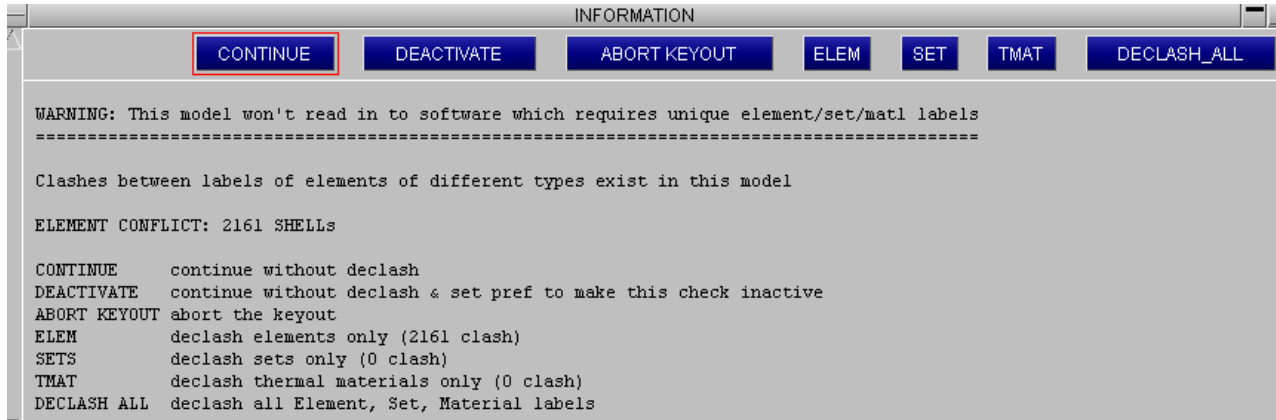 INFORMATION
CONTINUE DEACTIVATE ABORT KEYOUT ELEM SET TMAT DECLASH_ALL
WARNING: This model won't read in to software which requires unique element/set/matl labels
===========================================================================================
Clashes between labels of elements of different types exist in this model
ELEMENT CONFLICT: 2161 SHELLs
CONTINUE continue without declash
DEACTIVATE continue without declash & set pref to make this check inactive
ABORT KEYOUT abort the keyout
ELEM declash elements only (2161 clash)
SETS declash sets only (0 clash)
TMAT declash thermal materials only (0 clash)
DECLASH ALL declash all Element, Set, Material labels